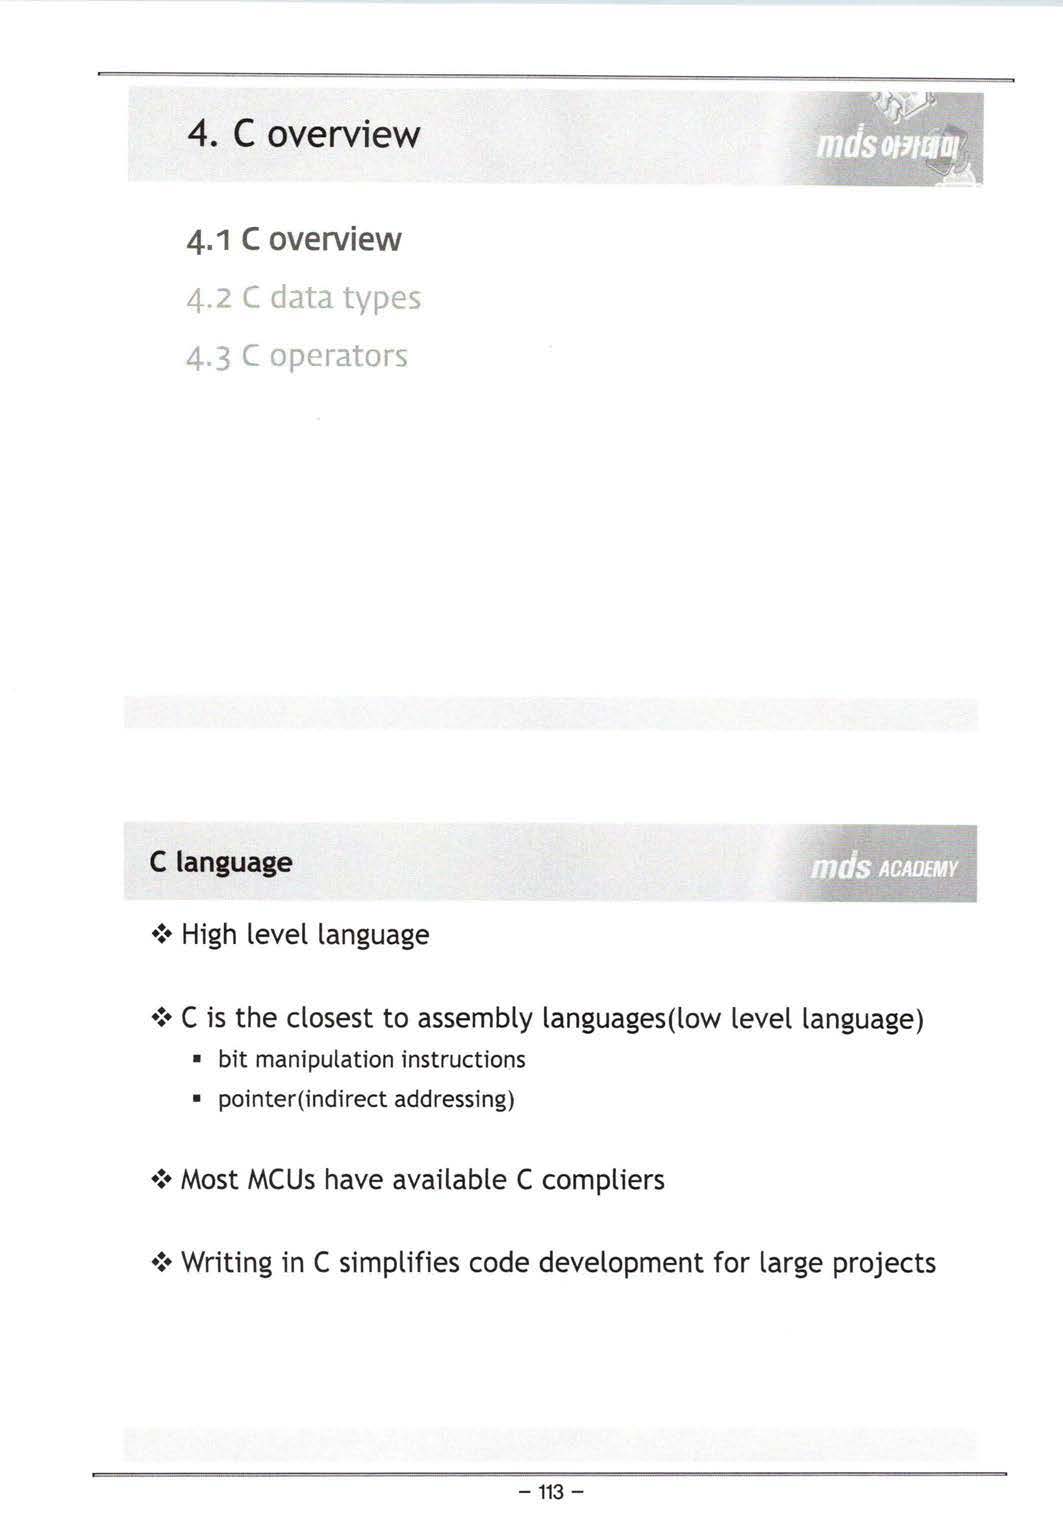 4. C overview
mds 아카데미
4.1 C overview
4.2 C data types
4.3 C operators
C language
mds ACADEMY
❖ High level language
❖ C is the closest to assembly languages(low level language)
▪ bit manipulation instructions
▪ pointer(indirect addressing)
❖ Most MCUs have available C compliers
❖ Writing in C simplifies code development for large projects
– 113 –